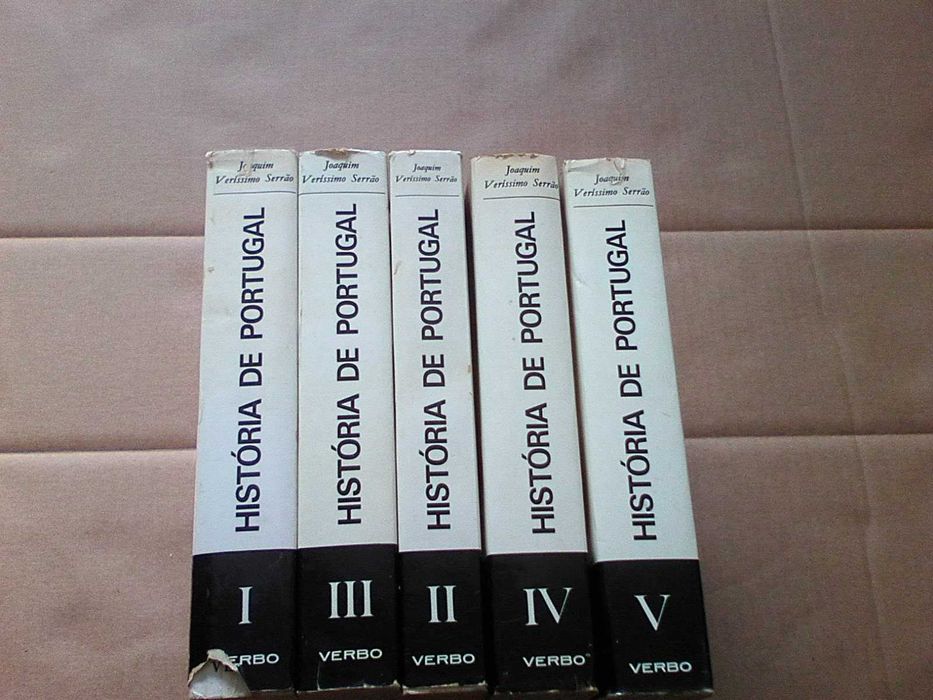 Joaquim
Veríssimo Serrão
HISTÓRIA DE PORTUGAL
I
VERBO
Joaquim
Veríssimo Serrão
HISTÓRIA DE PORTUGAL
III
VERBO
Joaquim
Veríssimo Serrão
HISTÓRIA DE PORTUGAL
II
VERBO
Joaquim
Veríssimo Serrão
HISTÓRIA DE PORTUGAL
IV
VERBO
Joaquim
Veríssimo Serrão
HISTÓRIA DE PORTUGAL
V
VERBO